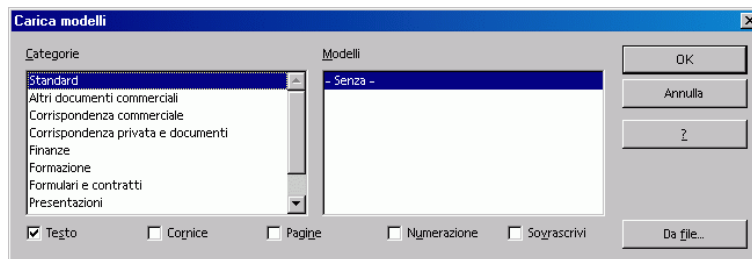 Carica modelli
Categorie
Modelli
Standard
Altri documenti commerciali
Corrispondenza commerciale
Corrispondenza privata e documenti
Finanze
Formazione
Formulari e contratti
Presentazioni
- Senza -
OK
Annulla
?
Testo
Cornice
Pagine
Numerazione
Sovrascrivi
Da file...